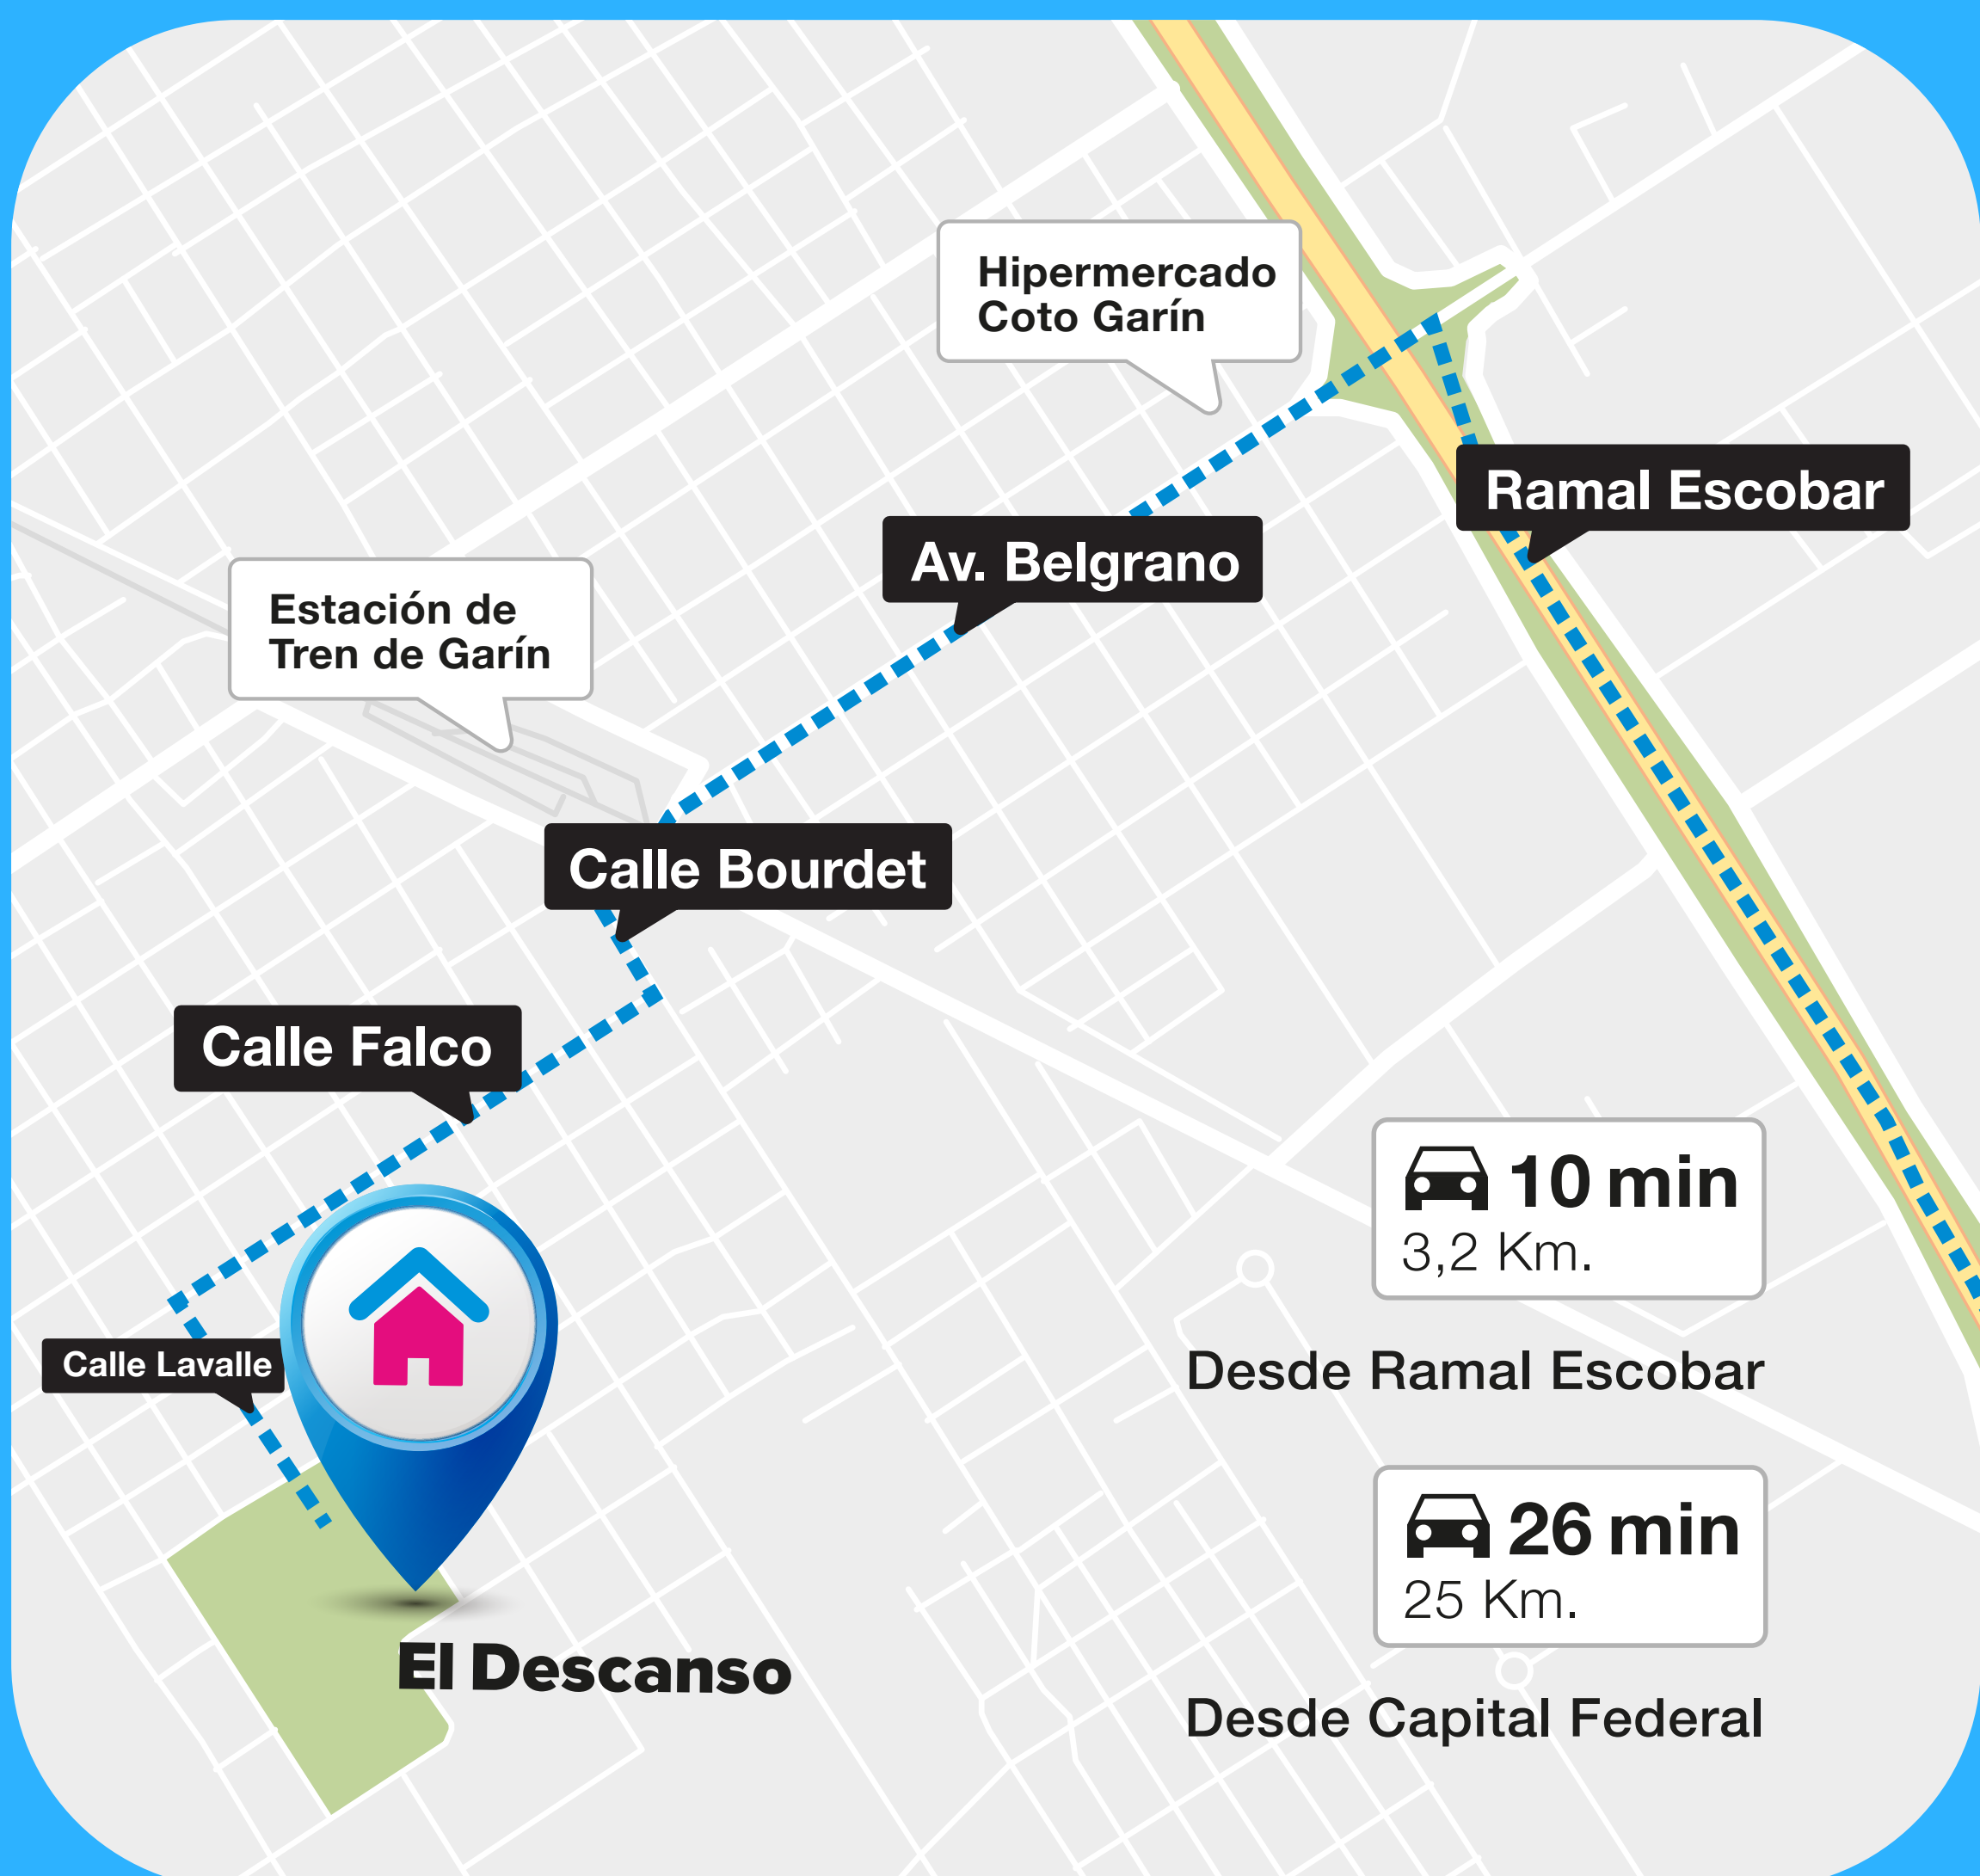 Hipermercado
Coto Garín
Ramal Escobar
Av. Belgrano
Estación de
Tren de Garín
Calle Bourdet
Calle Falco
10 min
3,2 Km.
Desde Ramal Escobar
Calle Lavalle
26 min
25 Km.
El Descanso
Desde Capital Federal